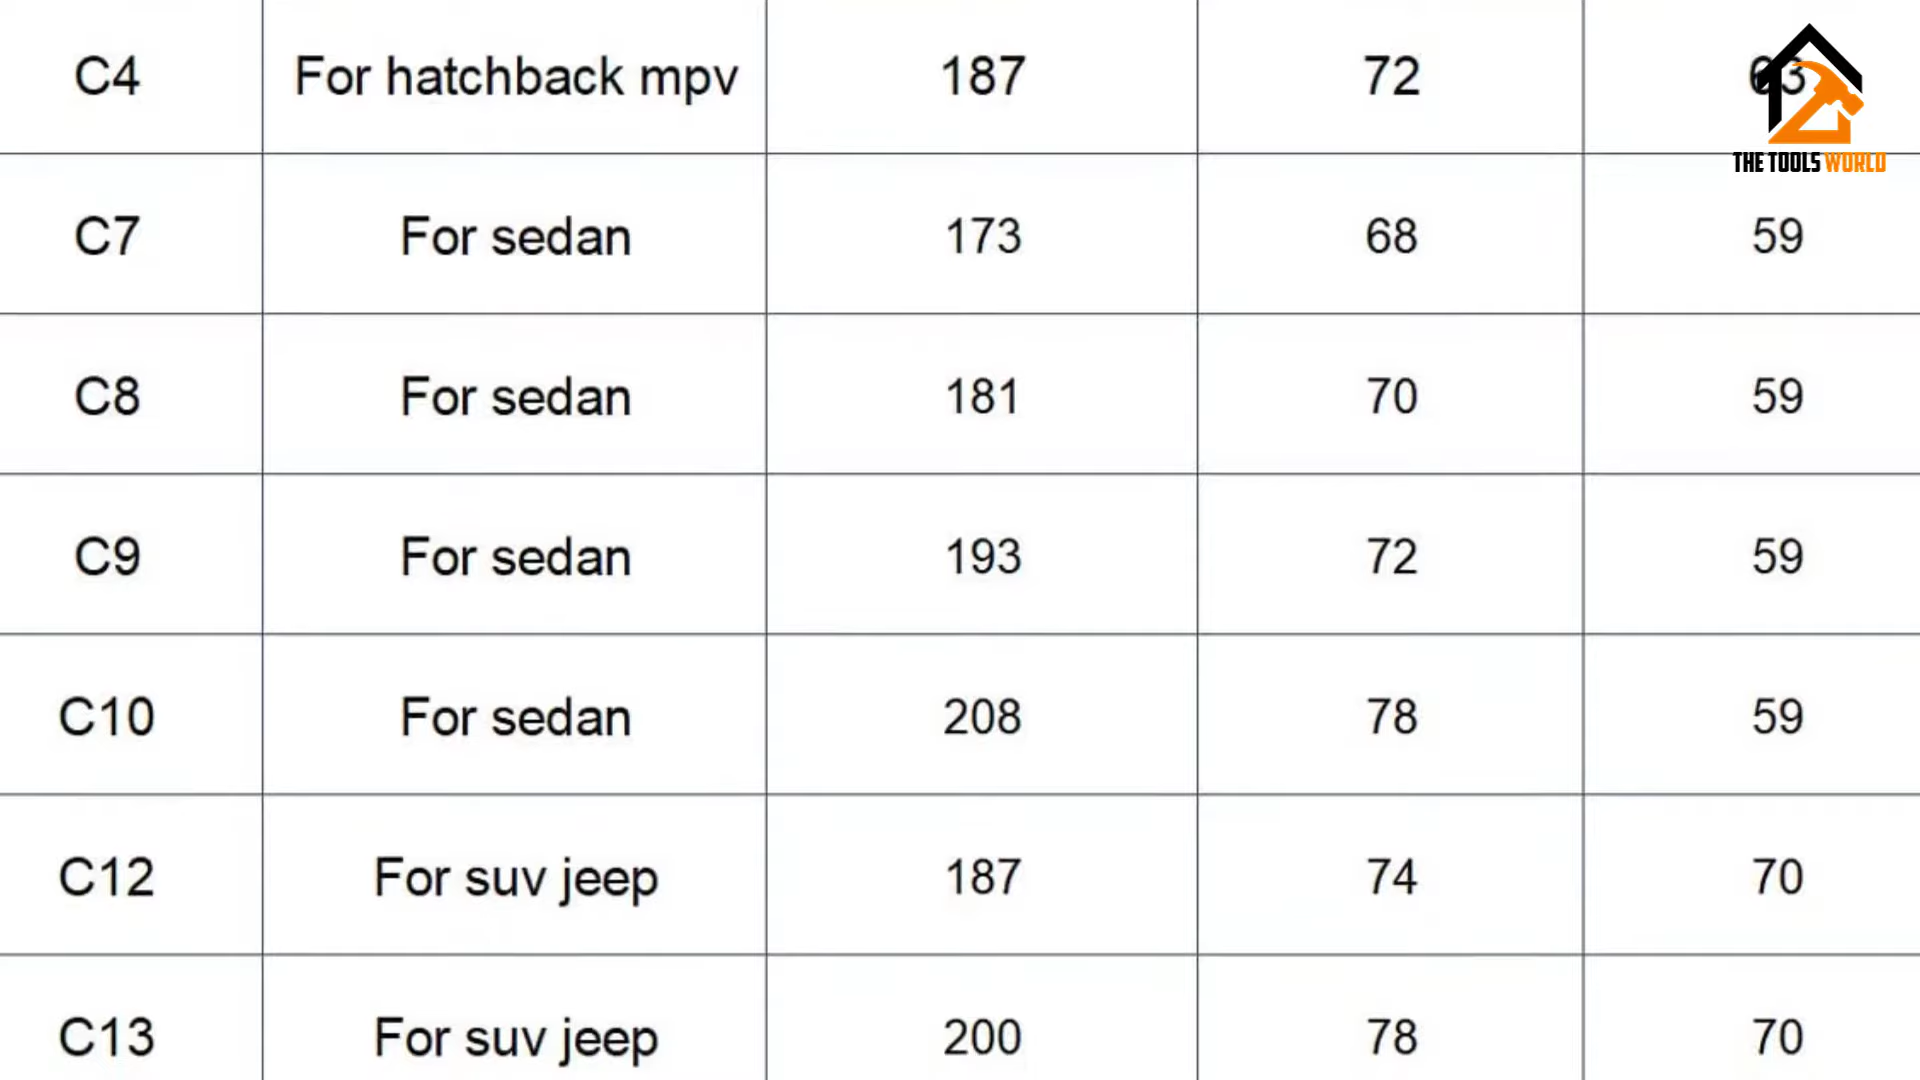 C4 For hatchback mpv 187 72 63
THE TOOLS WORLD
C7 For sedan 173 68 59
C8 For sedan 181 70 59
C9 For sedan 193 72 59
C10 For sedan 208 78 59
C12 For suv jeep 187 74 70
C13 For suv jeep 200 78 70